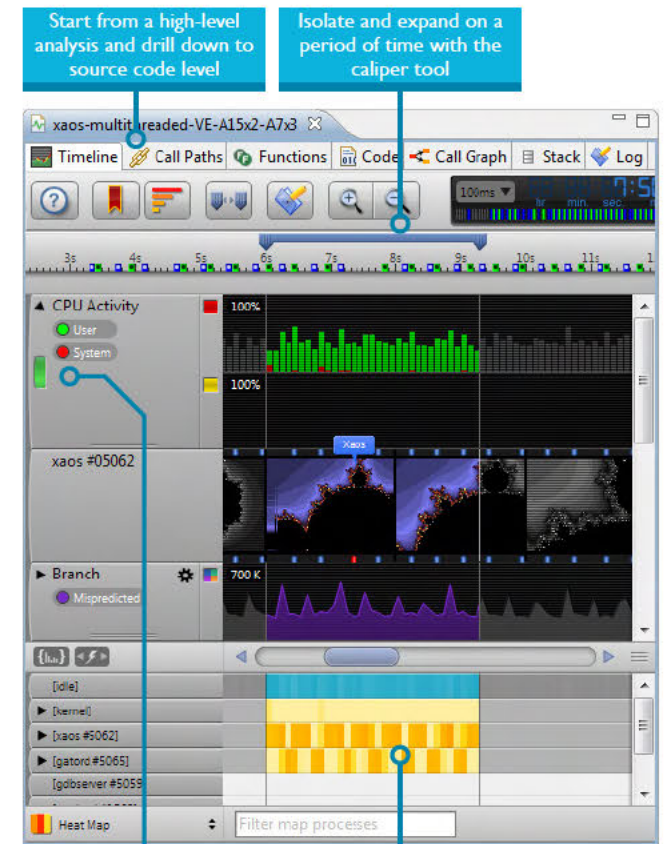 Start from a high-level
analysis and drill down to
source code level
Isolate and expand on a
period of time with the
caliper tool
xaos-multithreaded-VE-A15x2-A7x3
Timeline Call Paths Functions Code Call Graph Stack Log
100ms
hr min. sec.
3s 4s 5s 6s 7s 8s 9s 10s 11s
CPU Activity
User
System
100%
100%
xaos #05062
Xaos
Branch
Mispredicted
700 K
[idle]
[kernel]
[xaos #5062]
[gatord #5065]
[gdbserver #5059
Heat Map
Filter map processes